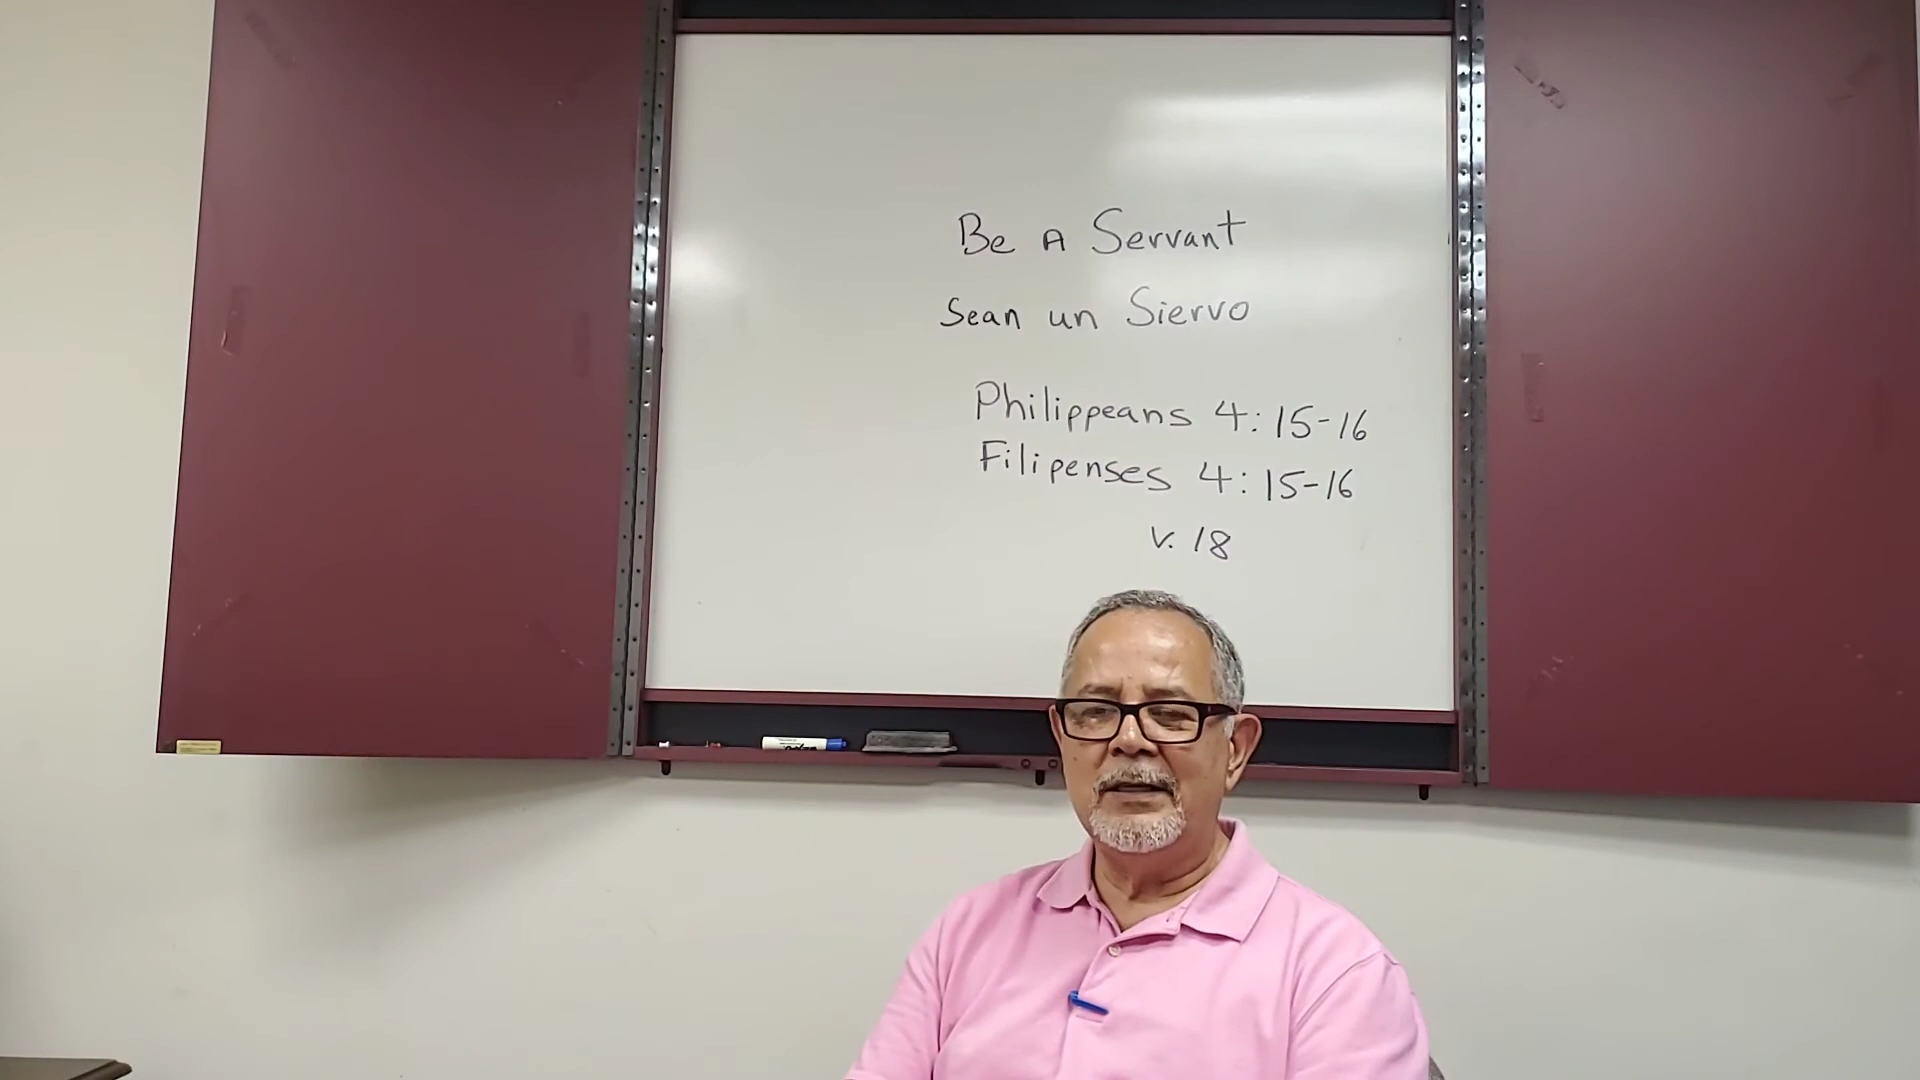 Be A Servant
Sean un Siervo
Philippeans 4:15-16
Filipenses 4:15-16
v. 18